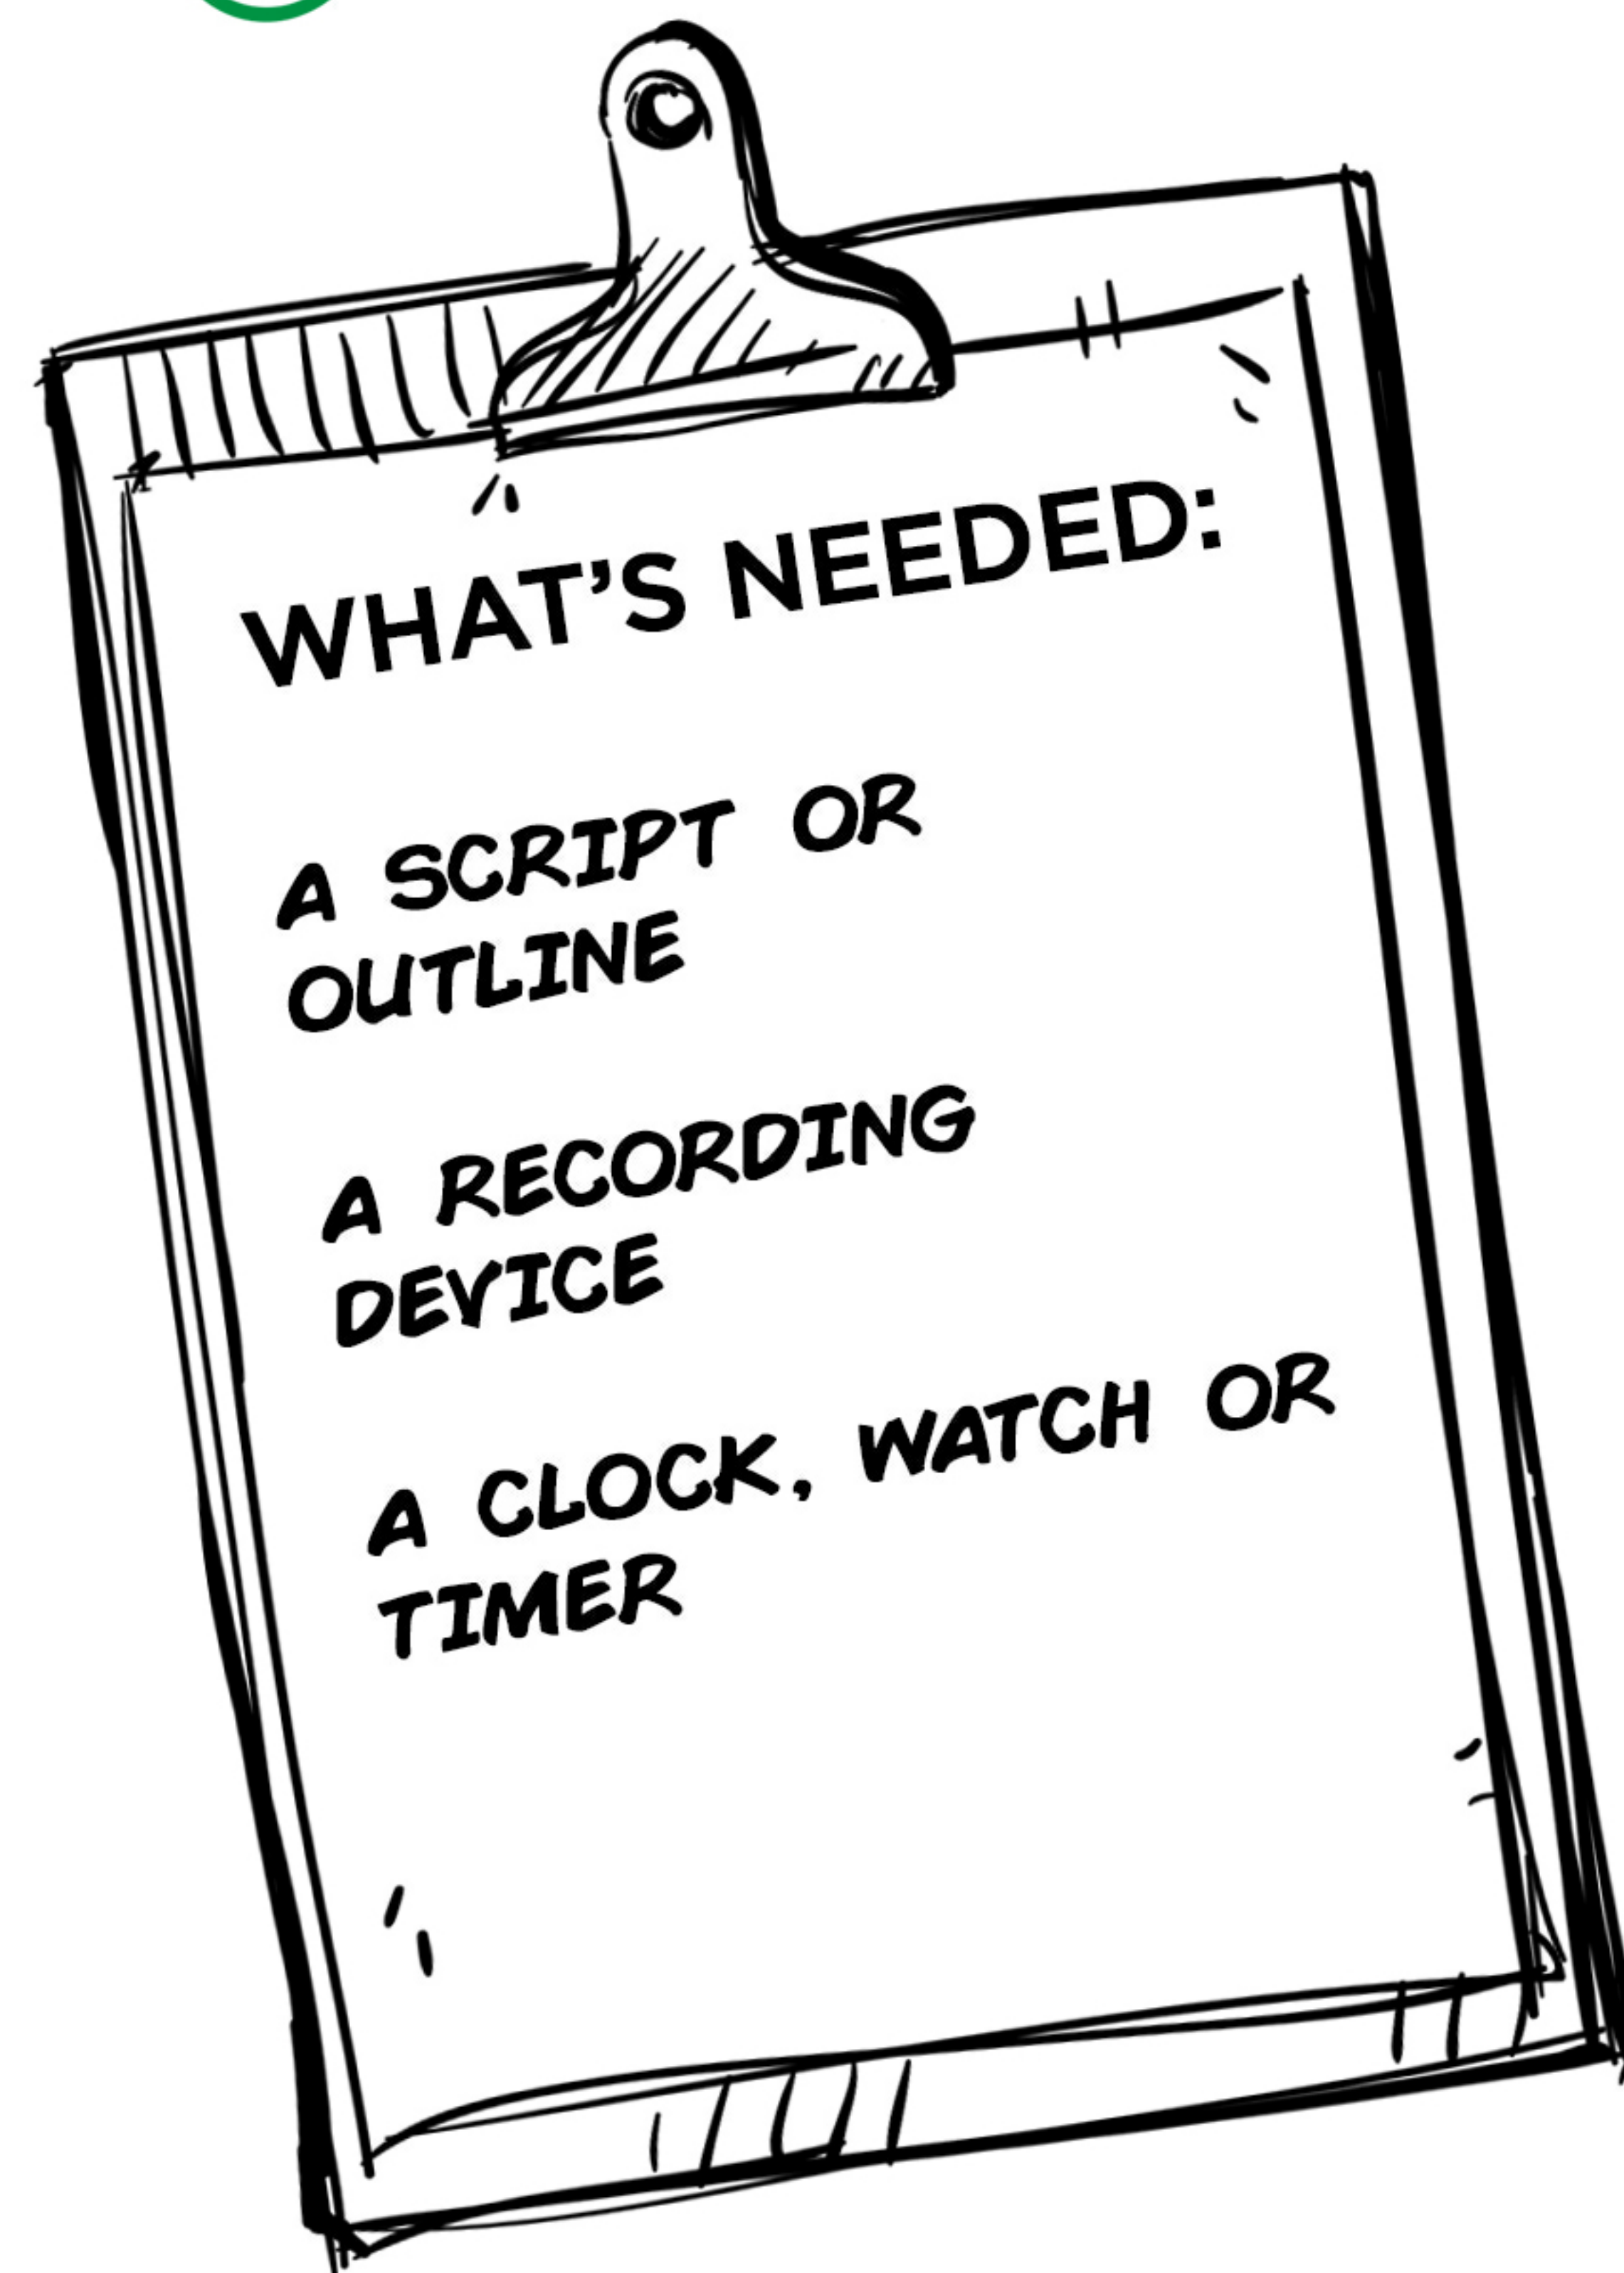 WHAT'S NEEDED:
A SCRIPT OR
OUTLINE
A RECORDING
DEVICE
A CLOCK, WATCH OR
TIMER